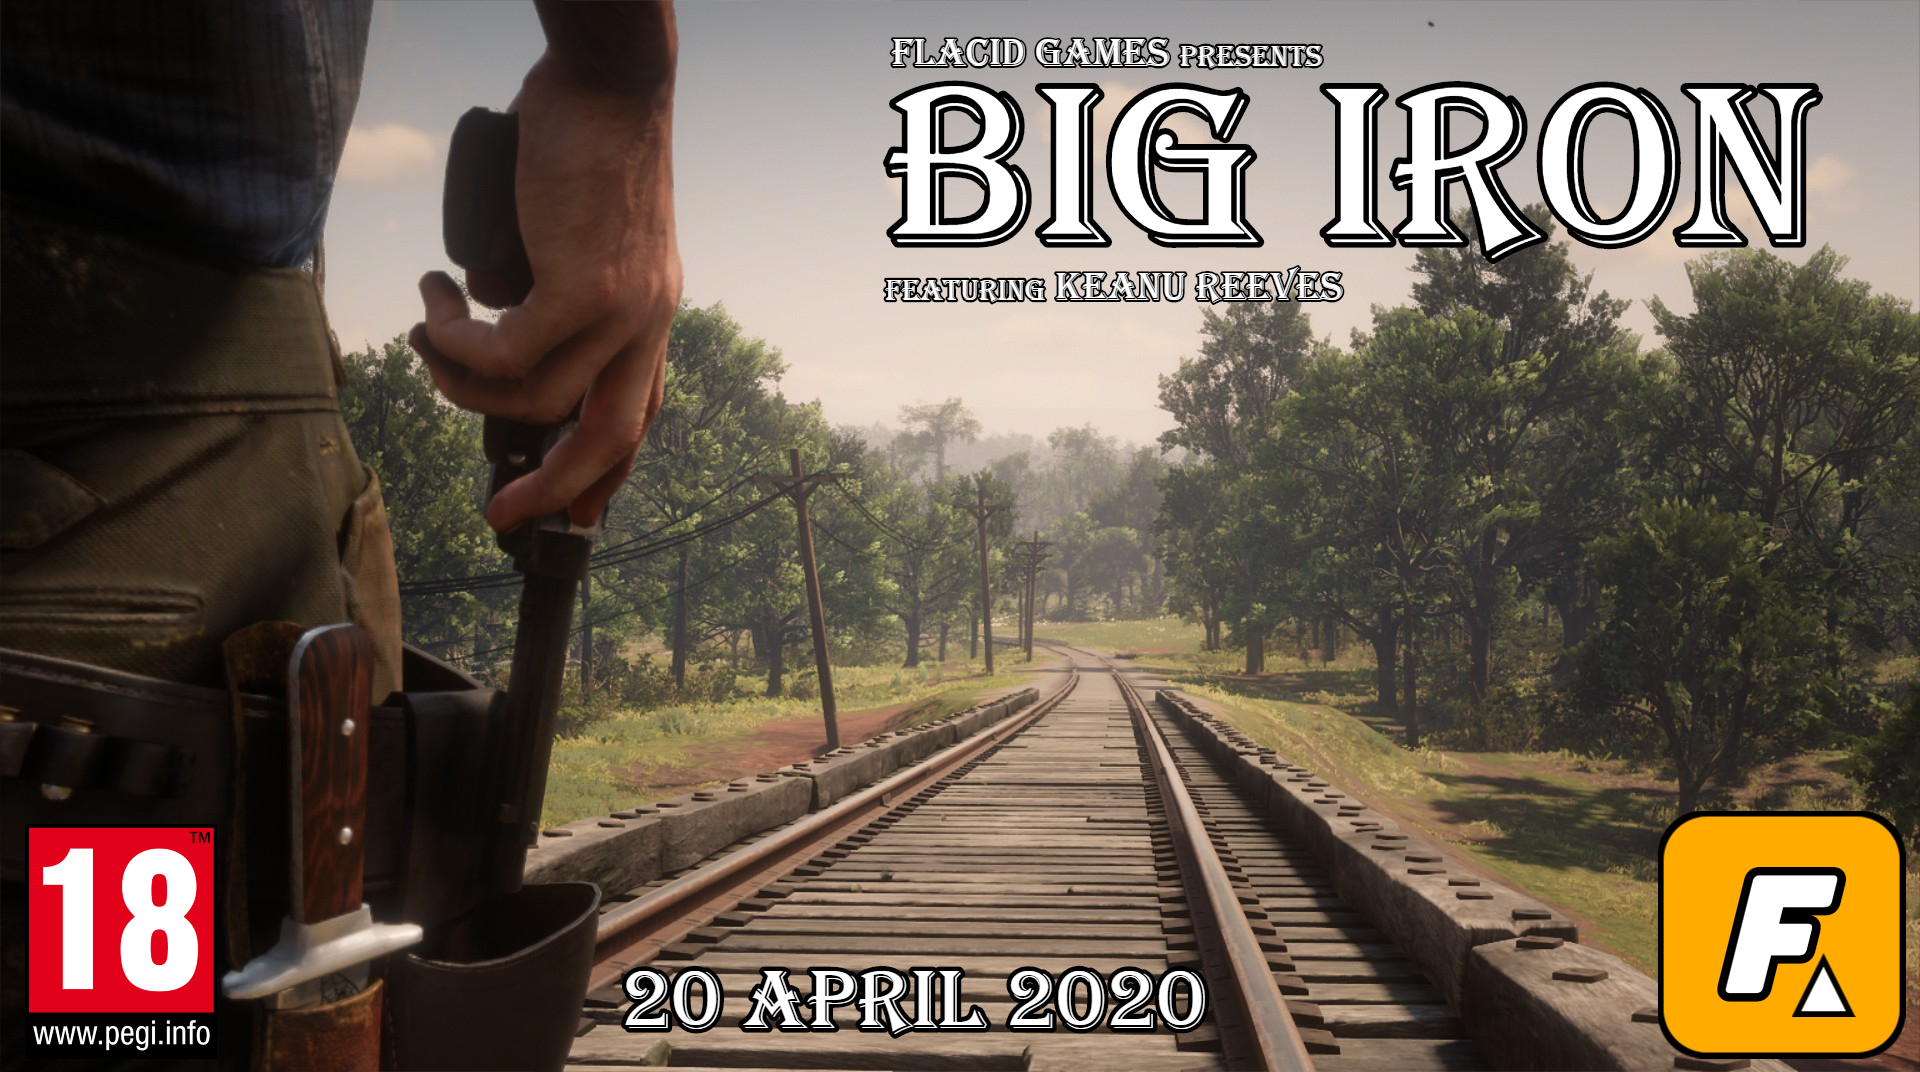 FLACID GAMES PRESENTS
BIG IRON
FEATURING KEANU REEVES
18
TM
www.pegi.info
20 APRIL 2020
F